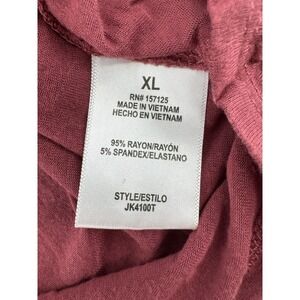 XL
RN# 157125
MADE IN VIETNAM
HECHO EN VIETNAM
95% RAYON/RAYÓN
5% SPANDEX/ELASTANO
STYLE/ESTILO
JK4100T